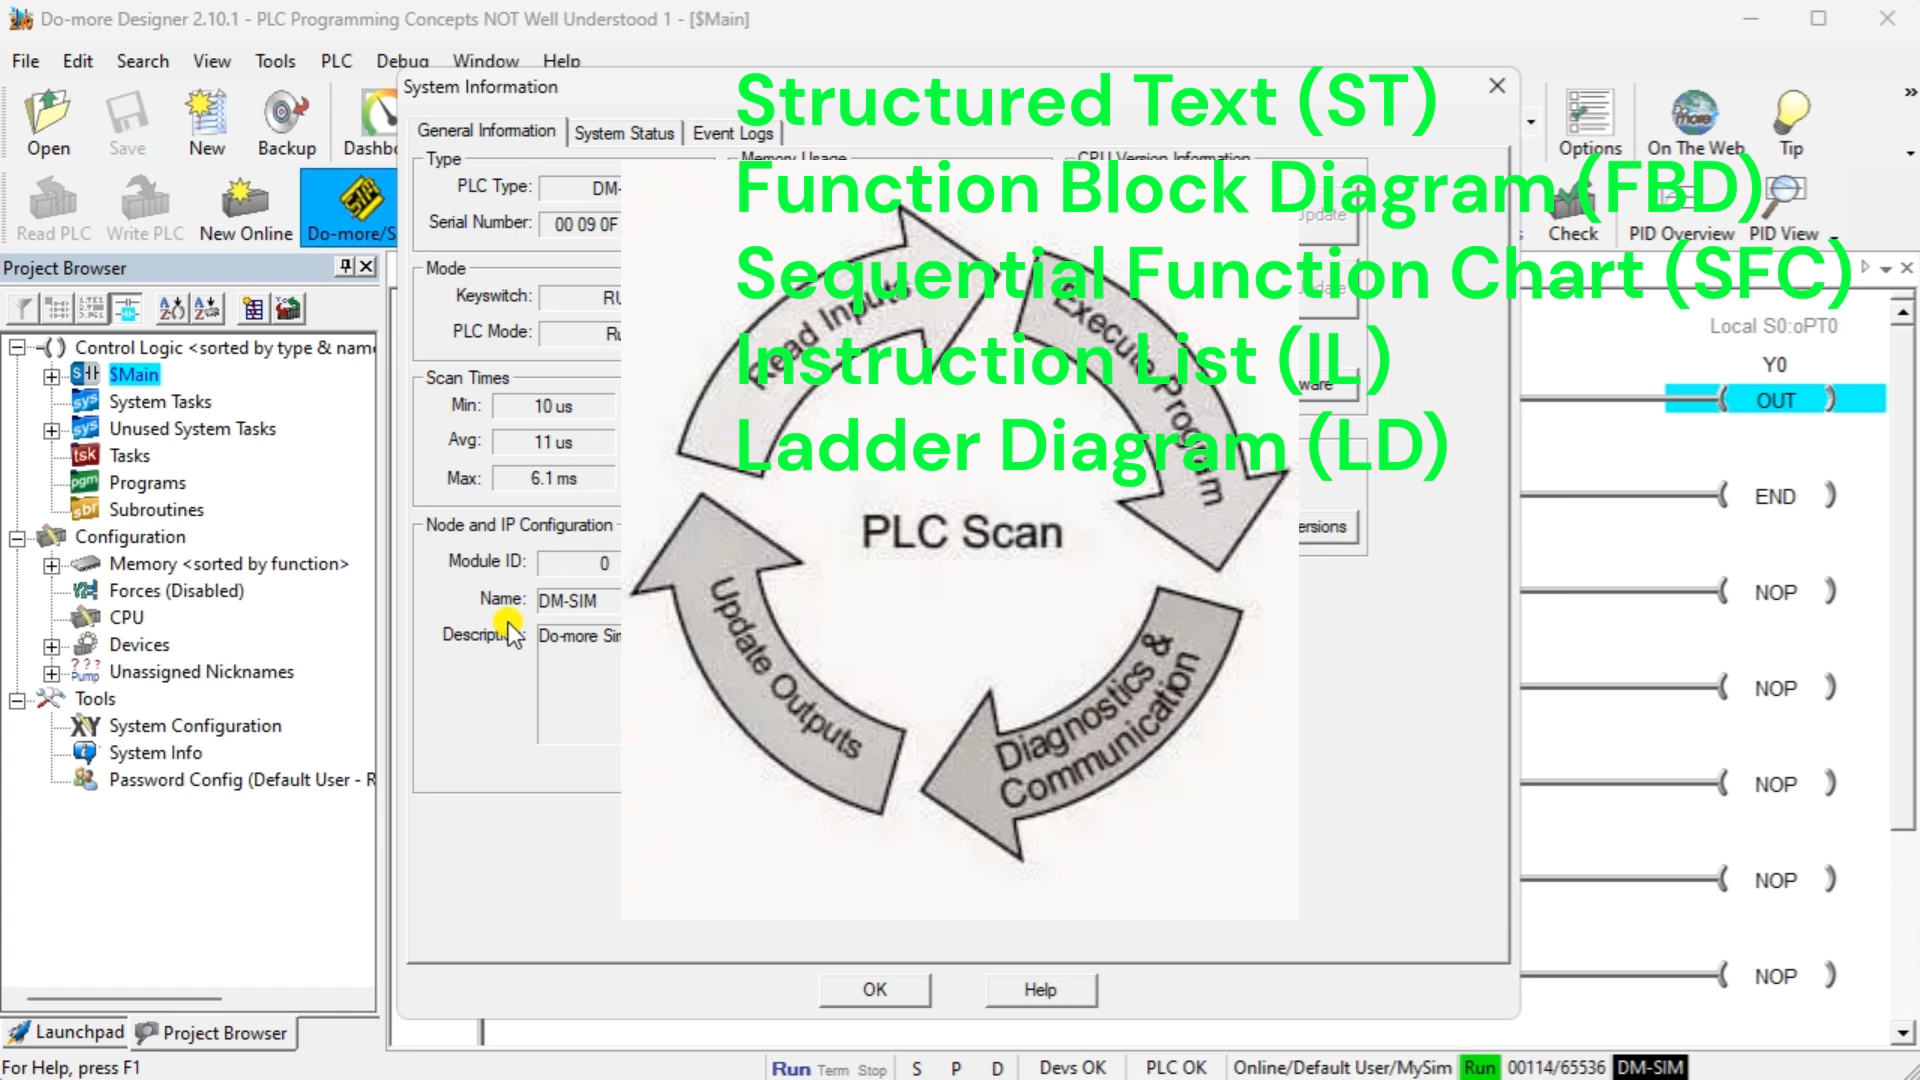 Do-more Designer 2.10.1 - PLC Programming Concepts NOT Well Understood 1 - [$Main]
File Edit Search View Tools PLC Debug Window Help
Open Save New Backup
Options On The Web Tip
Read PLC Write PLC New Online Do-more/S
Check PID Overview PID View
System Information
General Information System Status Event Logs
Structured Text (ST)
Function Block Diagram (FBD)
Sequential Function Chart (SFC)
Instruction List (IL)
Ladder Diagram (LD)
Type
Memory Usage
CPU Version Information
PLC Type: DM-
Serial Number: 00 09 0F
Mode
Keyswitch:
PLC Mode:
Scan Times
Min: 10 us
Avg: 11 us
Max: 6.1 ms
Node and IP Configuration
Module ID: 0
Name: DM-SIM
Do-more
Read Inputs
Execute Program
Diagnostics &
Communication
Update Outputs
PLC Scan
OK Help
Project Browser
Control Logic <sorted by type & name
$Main
System Tasks
Unused System Tasks
Tasks
Programs
Subroutines
Configuration
Memory <sorted by function>
Forces (Disabled)
CPU
Devices
Unassigned Nicknames
Tools
System Configuration
System Info
Password Config (Default User - R
Launchpad Project Browser
Local S0:oPT0
Y0
OUT
END
NOP
NOP
NOP
NOP
NOP
For Help, press F1
Run Term Stop S P D Devs OK PLC OK Online/Default User/MySim Run 00114/65536 DM-SIM